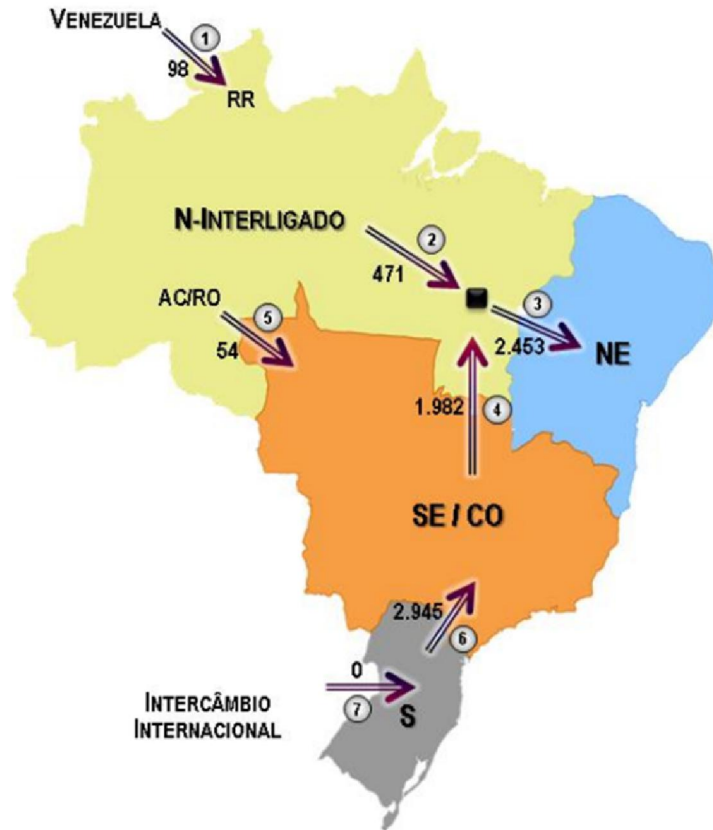 VENEZUELA
1
98
RR
N-INTERLIGADO
2
471
AC/RO
5
3
54
2.453
NE
1.982
4
SE / CO
2.945
6
0
INTERCÂMBIO
INTERNACIONAL
7
S